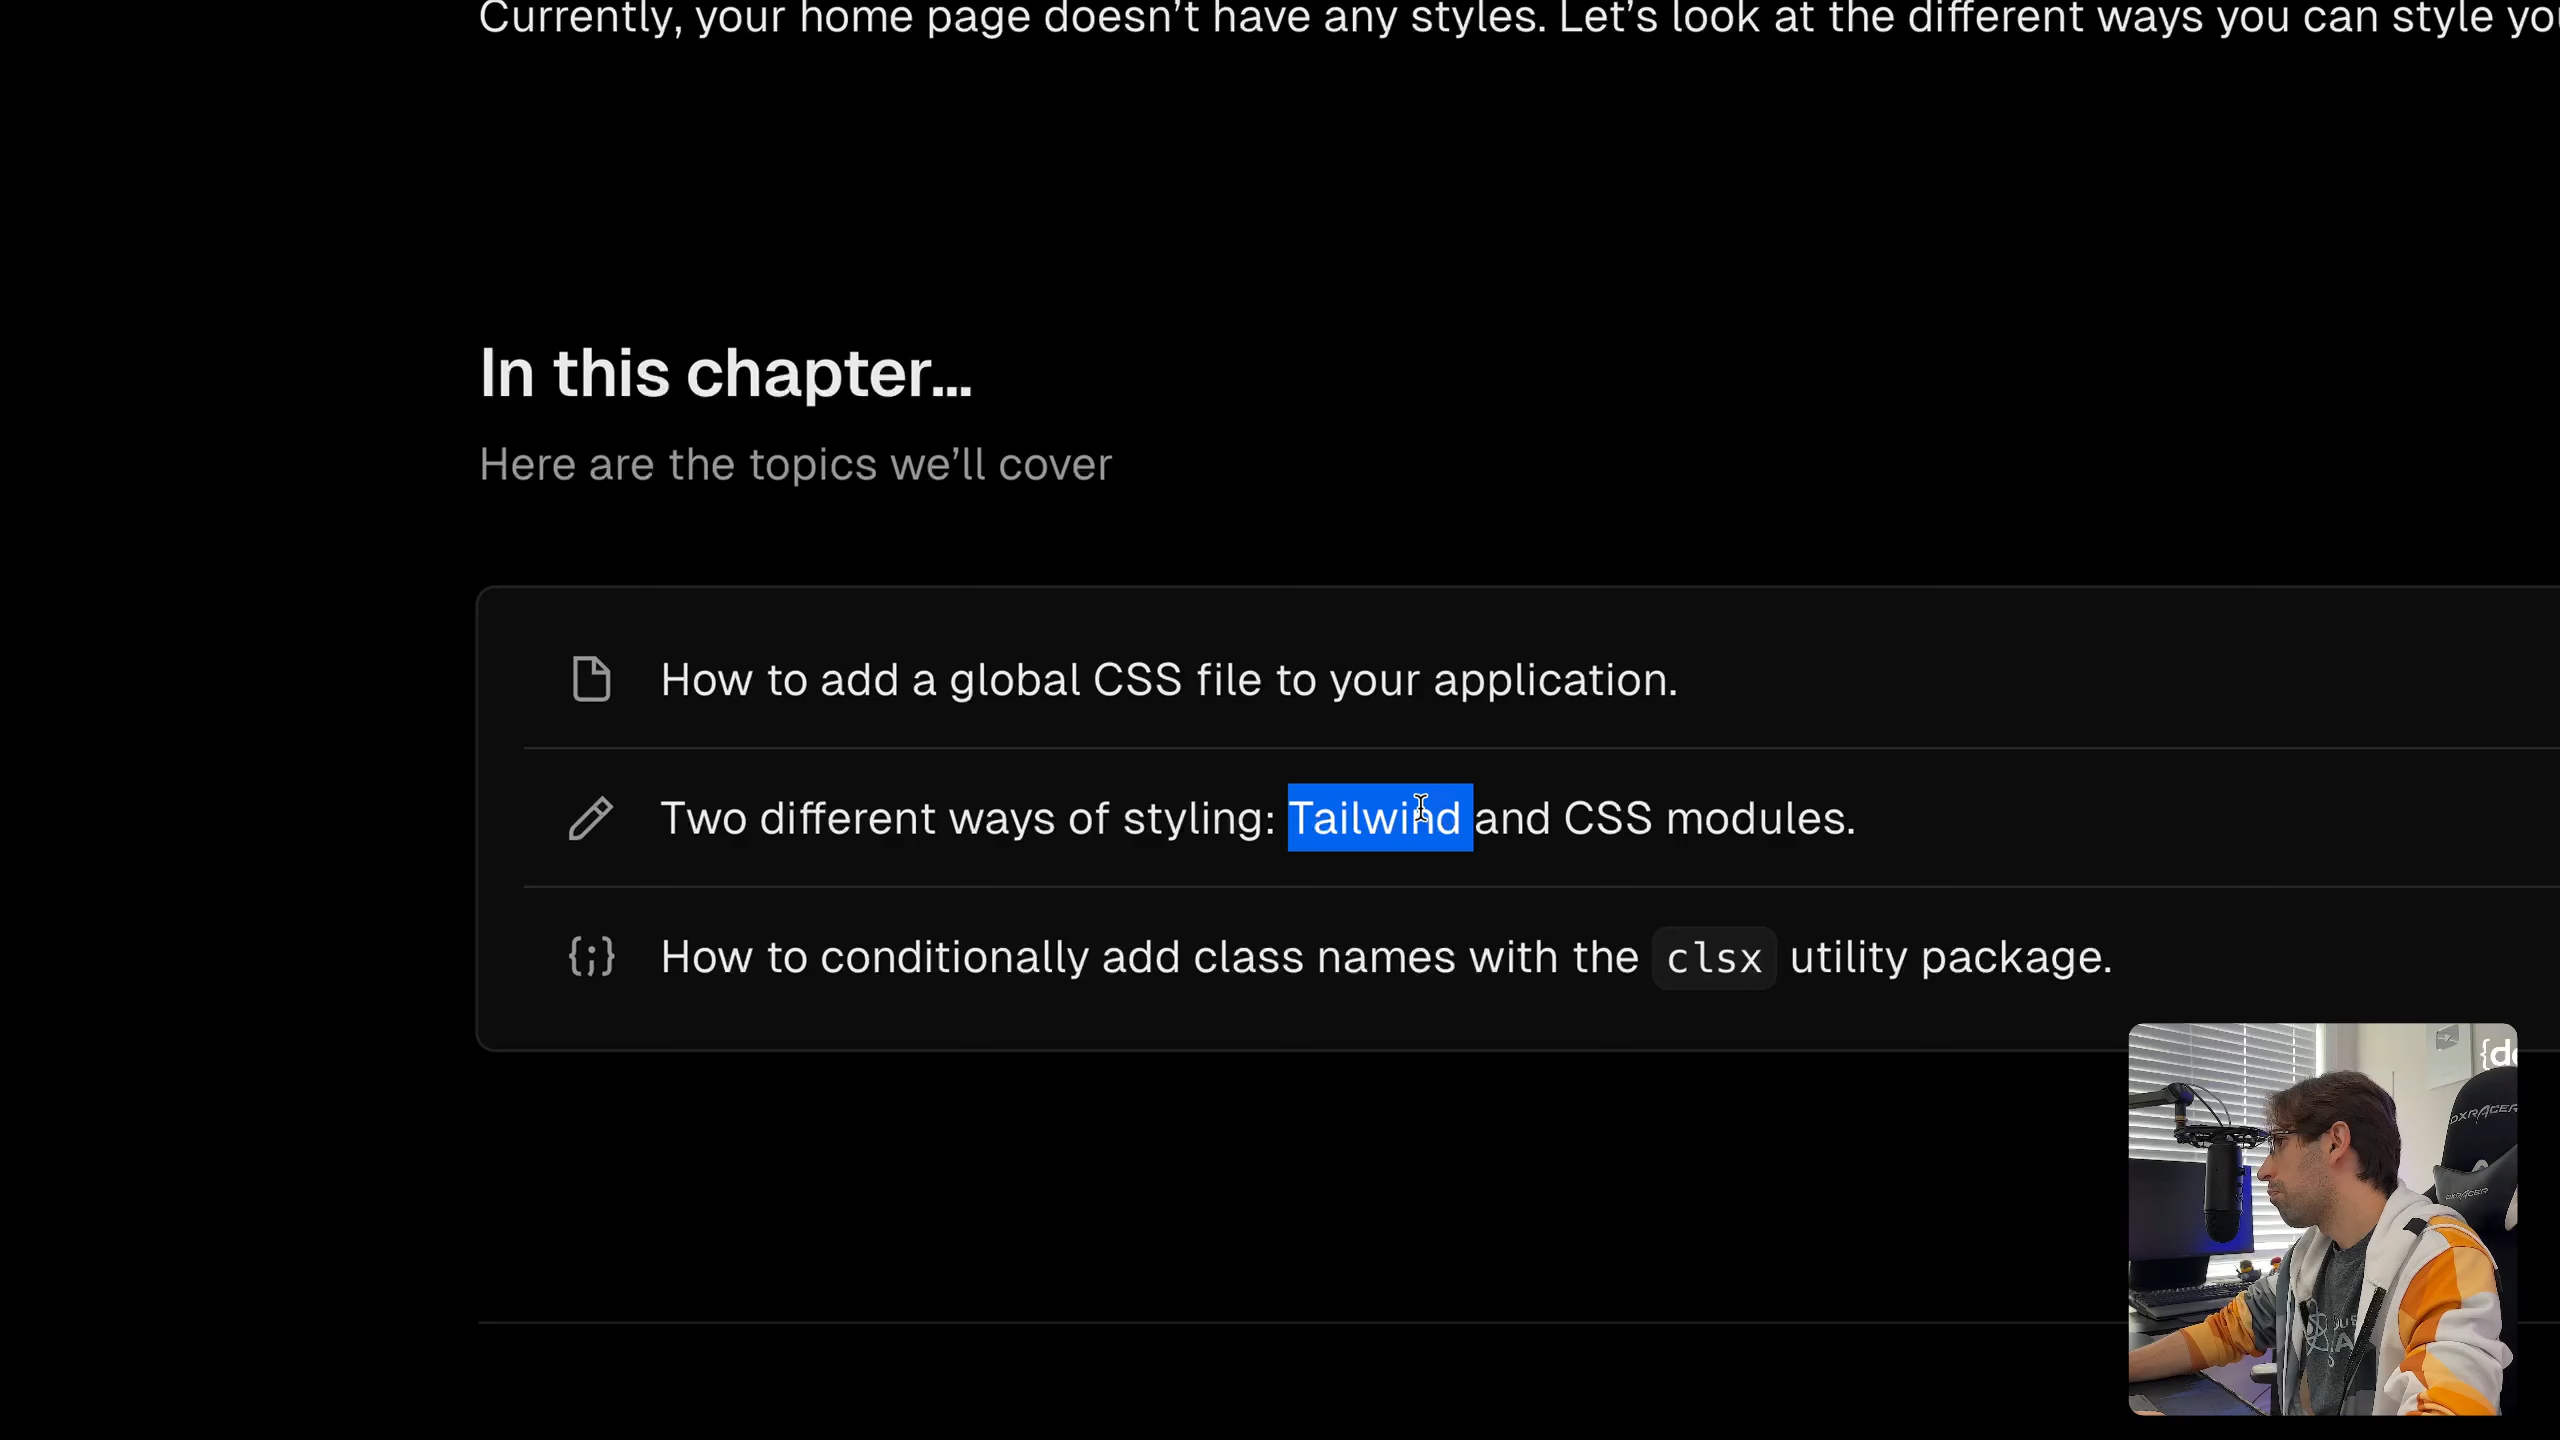 Currently, your home page doesn’t have any styles. Let’s look at the different ways you can style
In this chapter...
Here are the topics we’ll cover
How to add a global CSS file to your application.
Two different ways of styling: Tailwind and CSS modules.
How to conditionally add class names with the clsx utility package.
DXRACER
DXRACER